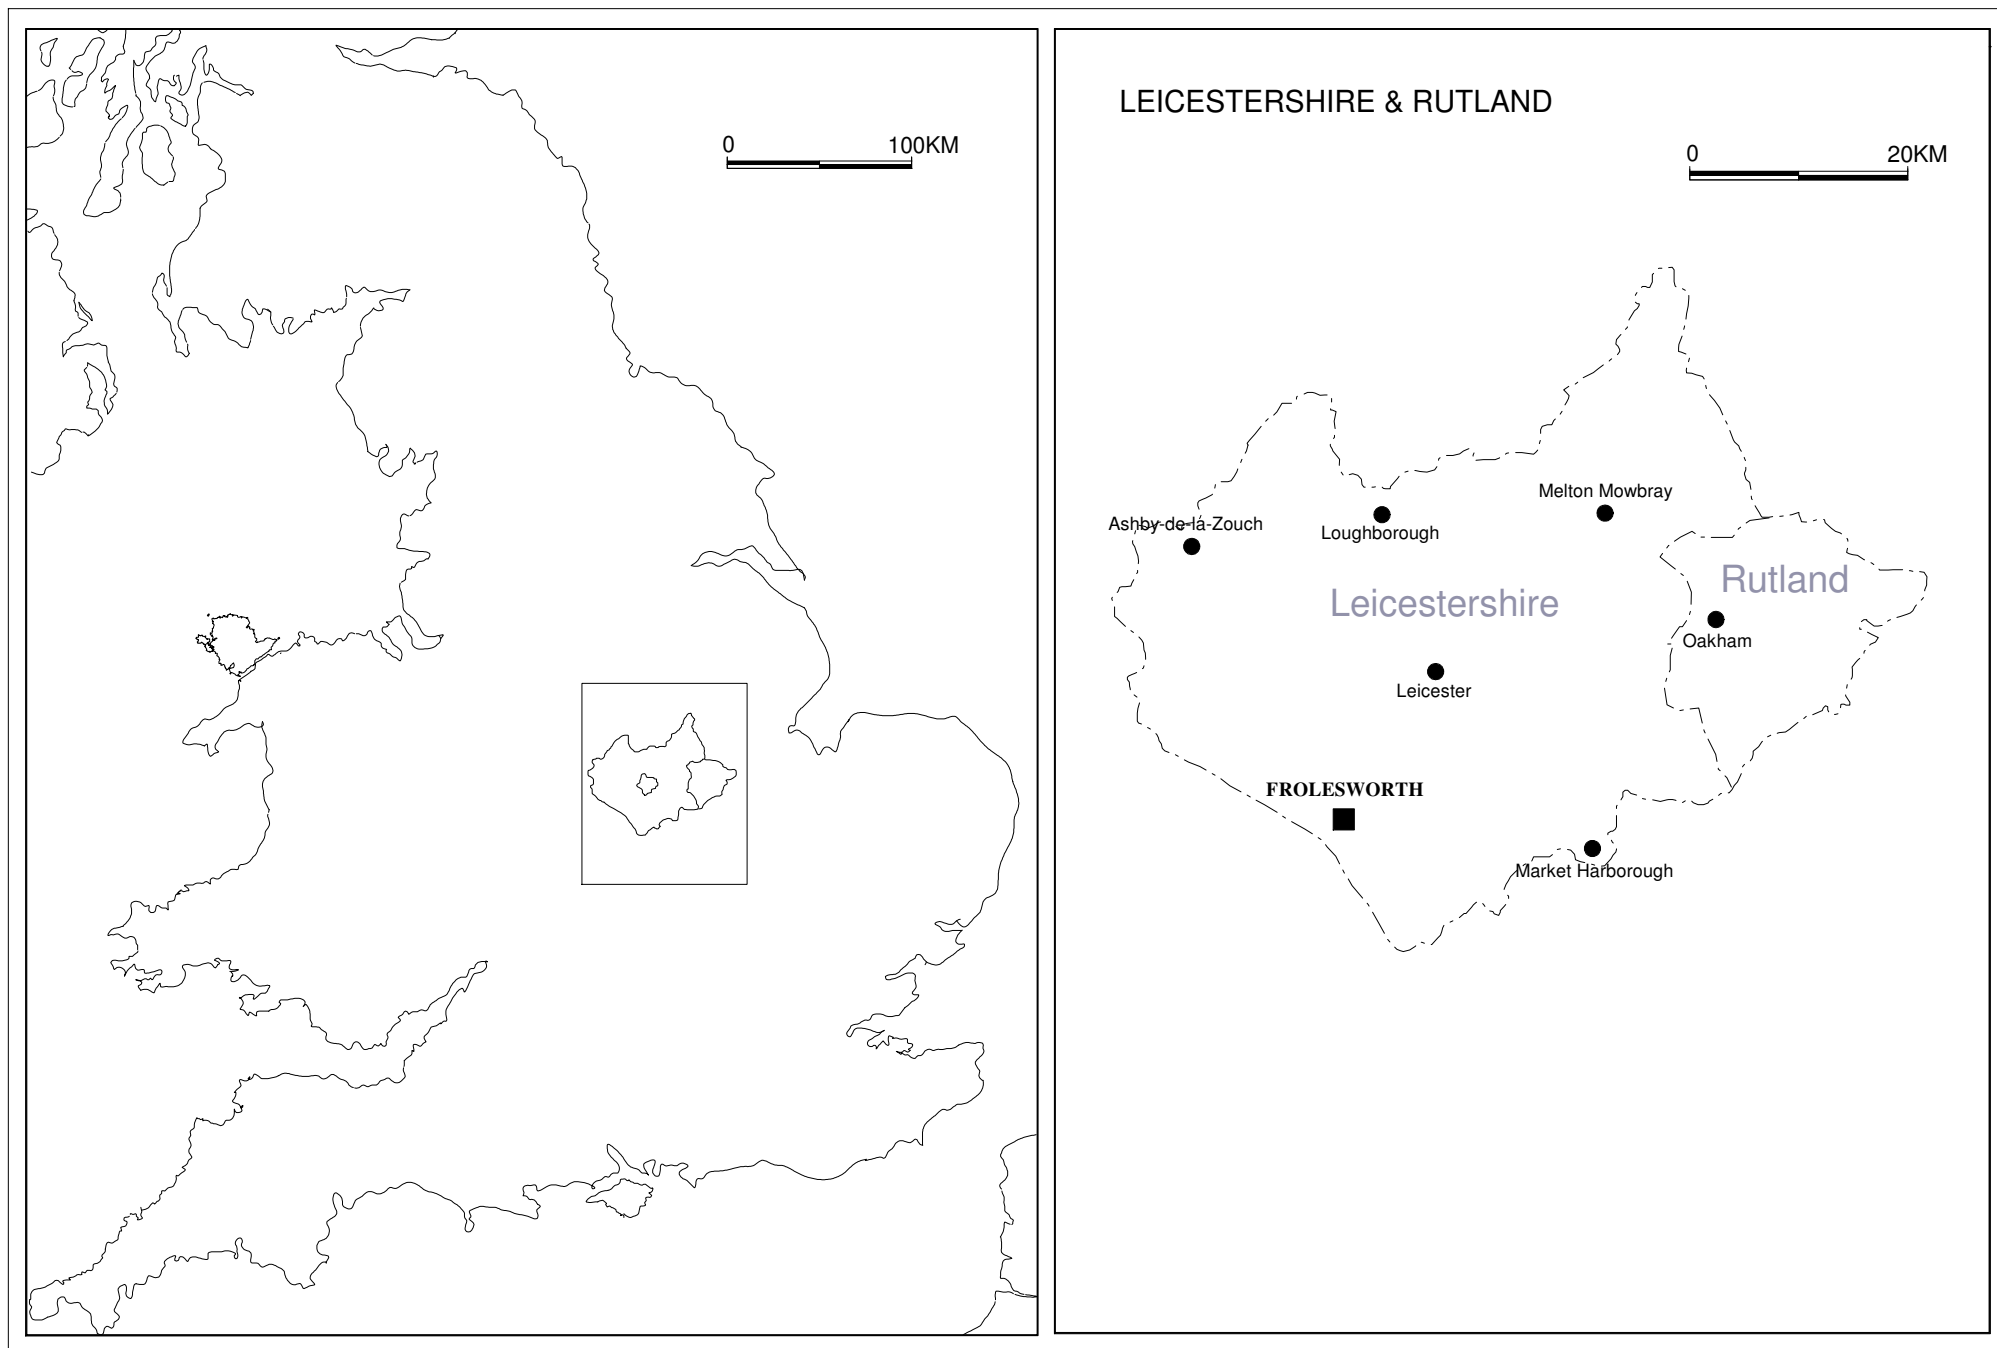 0 100KM
LEICESTERSHIRE & RUTLAND
0 20KM
Melton Mowbray
Ashby-de-la-Zouch
Loughborough
Rutland
Leicestershire
Oakham
Leicester
FROLESWORTH
Market Harborough